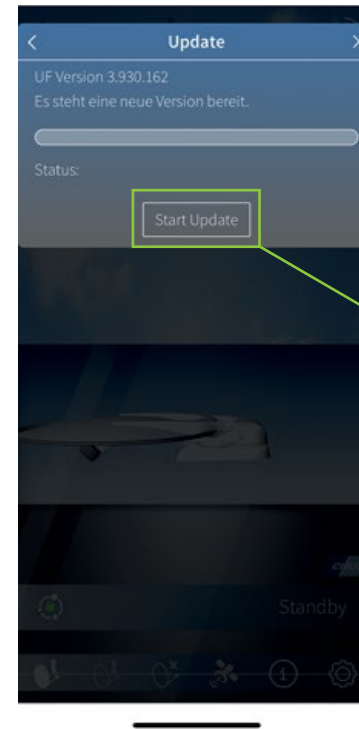 Update
UF Version 3.930.162
Es steht eine neue Version bereit.
Status:
Start Update
Standby